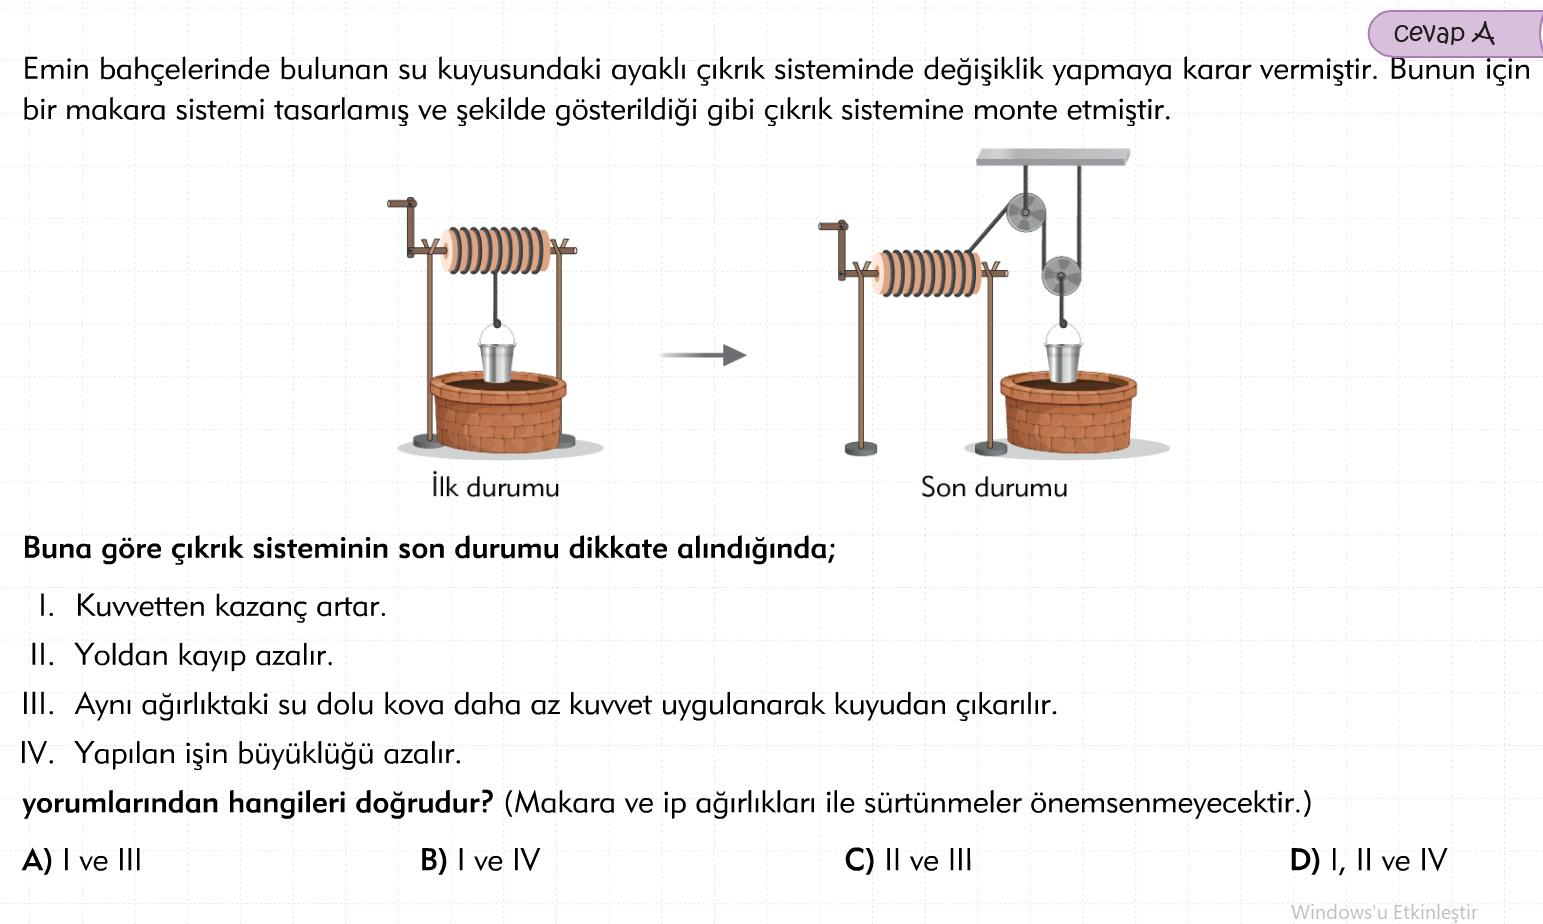 Cevap A
Emin bahçelerinde bulunan su kuyusundaki ayaklı çıkrık sisteminde değişiklik yapmaya karar vermiştir. Bunun için
bir makara sistemi tasarlamış ve şekilde gösterildiği gibi çıkrık sistemine monte etmiştir.
İlk durumu
Son durumu
Buna göre çıkrık sisteminin son durumu dikkate alındığında;
I. Kuvvetten kazanç artar.
II. Yoldan kayıp azalır.
III. Aynı ağırlıktaki su dolu kova daha az kuvvet uygulanarak kuyudan çıkarılır.
IV. Yapılan işin büyüklüğü azalır.
yorumlarından hangileri doğrudur? (Makara ve ip ağırlıkları ile sürtünmeler önemsenmeyecektir.)
A) I ve III B) I ve IV C) II ve III D) I, II ve IV
Windows'u Etkinleştir